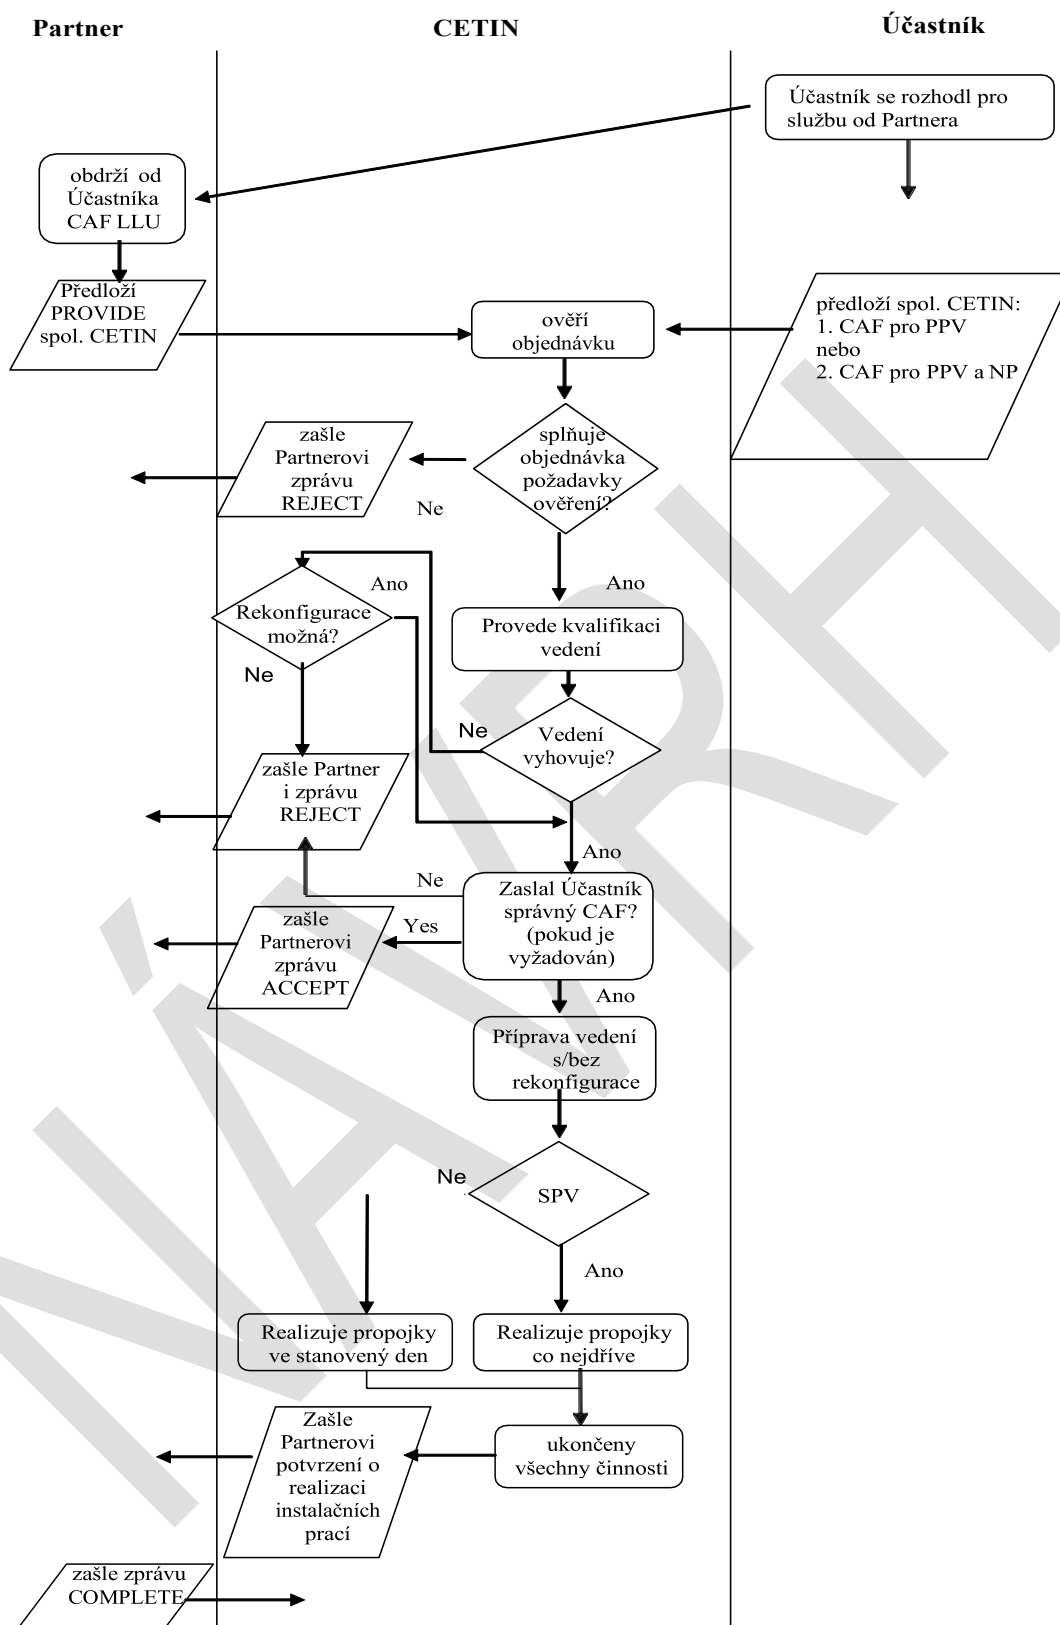 Partner
CETIN
Účastník
Účastník se rozhodl pro
službu od Partnera
obdrží od
Účastníka
CAF LLU
Předloží
PROVIDE
spol. CETIN
ověří
objednávku
předloží spol. CETIN:
1. CAF pro PPV
nebo
2. CAF pro PPV a NP
zašle
Partnerovi
zprávu
REJECT
Ne
splňuje
objednávka
požadavky
ověření?
Ano
Rekonfigurace
možná?
Ano
Ne
Provede kvalifikaci
vedení
Ne
Vedení
vyhovuje?
zašle Partner
i zprávu
REJECT
Ano
Ne
Zaslal Účastník
správný CAF?
(pokud je
vyžadován)
Yes
zašle
Partnerovi
zprávu
ACCEPT
Ano
Příprava vedení
s/bez
rekonfigurace
Ne
SPV
Ano
Realizuje propojky
ve stanovený den
Realizuje propojky
co nejdříve
Zašle
Partnerovi
potvrzení o
realizaci
instalačních
prací
ukončeny
všechny činnosti
zašle zprávu
COMPLETE
NÁVRH